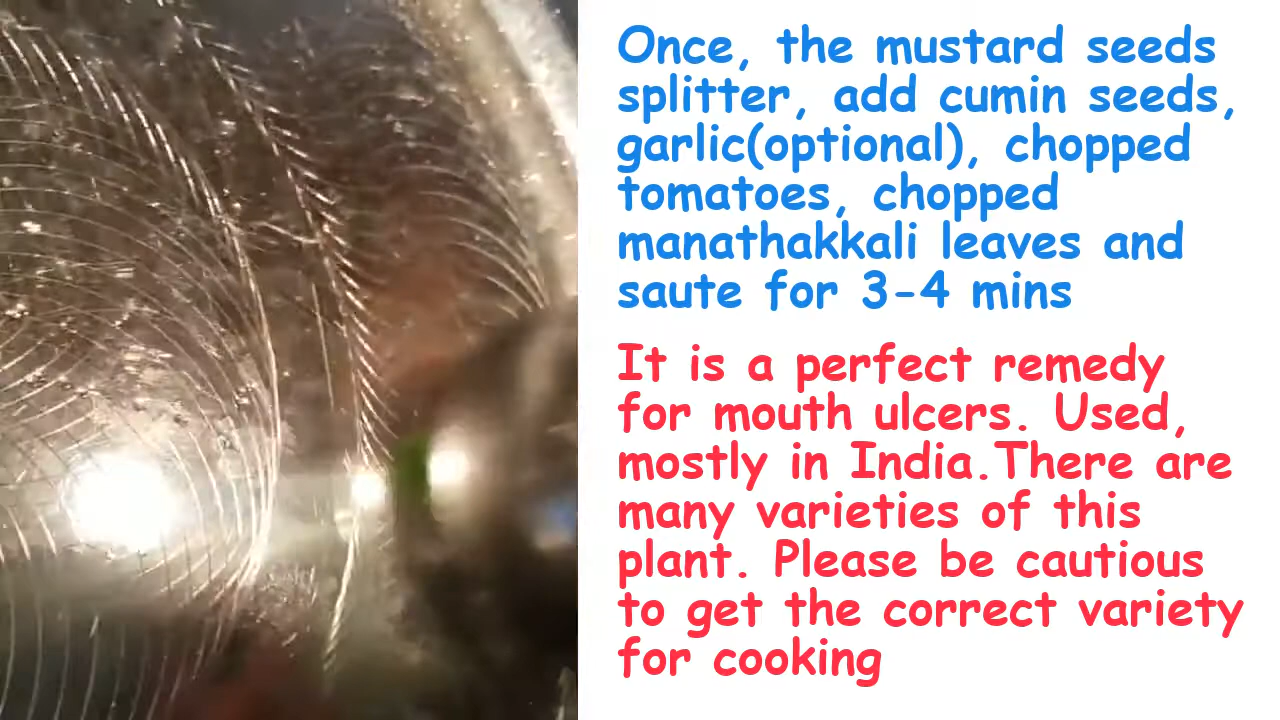 Once, the mustard seeds
splitter, add cumin seeds,
garlic(optional), chopped
tomatoes, chopped
manathakkali leaves and
saute for 3-4 mins
It is a perfect remedy
for mouth ulcers. Used,
mostly in India.There are
many varieties of this
plant. Please be cautious
to get the correct variety
for cooking